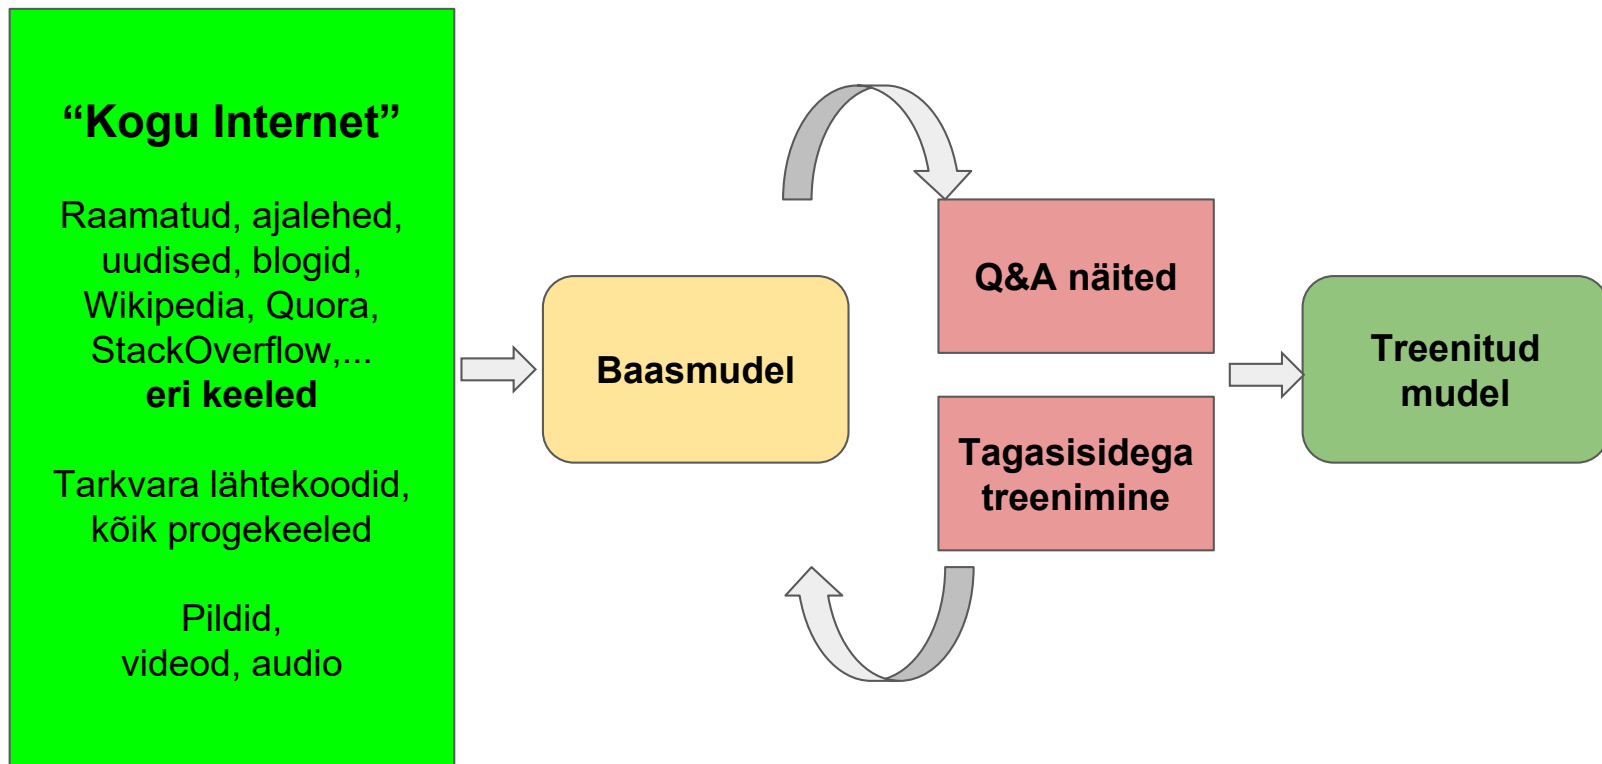 “Kogu Internet”
Raamatud, ajalehed,
uudised, blogid,
Wikipedia, Quora,
StackOverflow,...
eri keeled
Tarkvara lähtekoodid,
kõik progekeeled
Pildid,
videod, audio
Baasmudel
Q&A näited
Tagasisidega
treenimine
Treenitud
mudel